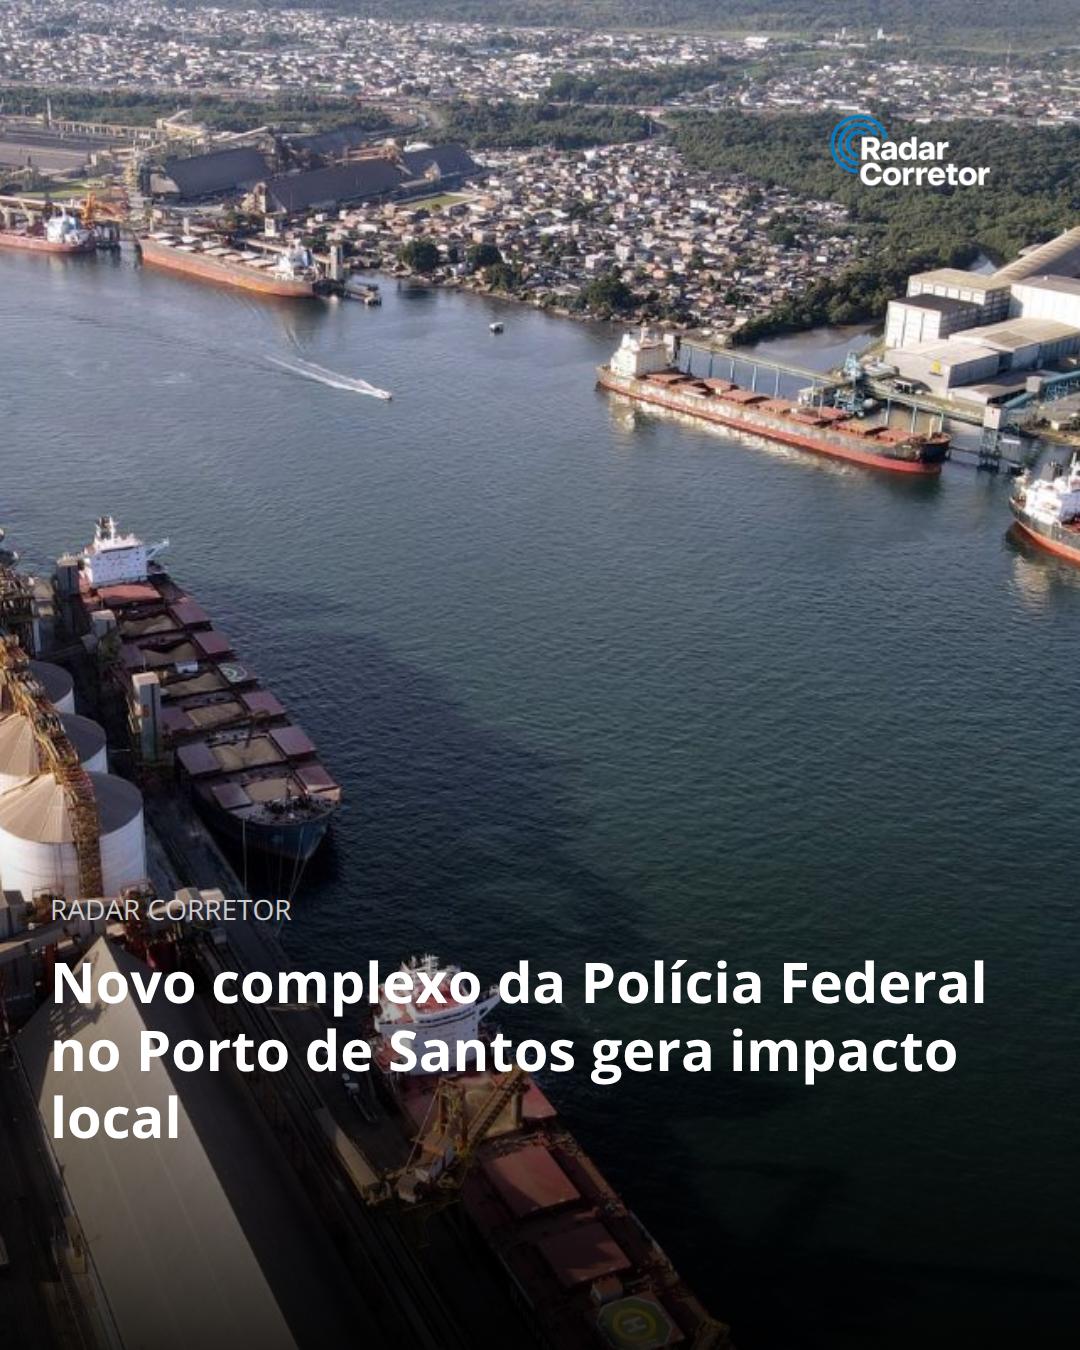 Radar
Corretor
RADAR CORRETOR
Novo complexo da Polícia Federal
no Porto de Santos gera impacto
local